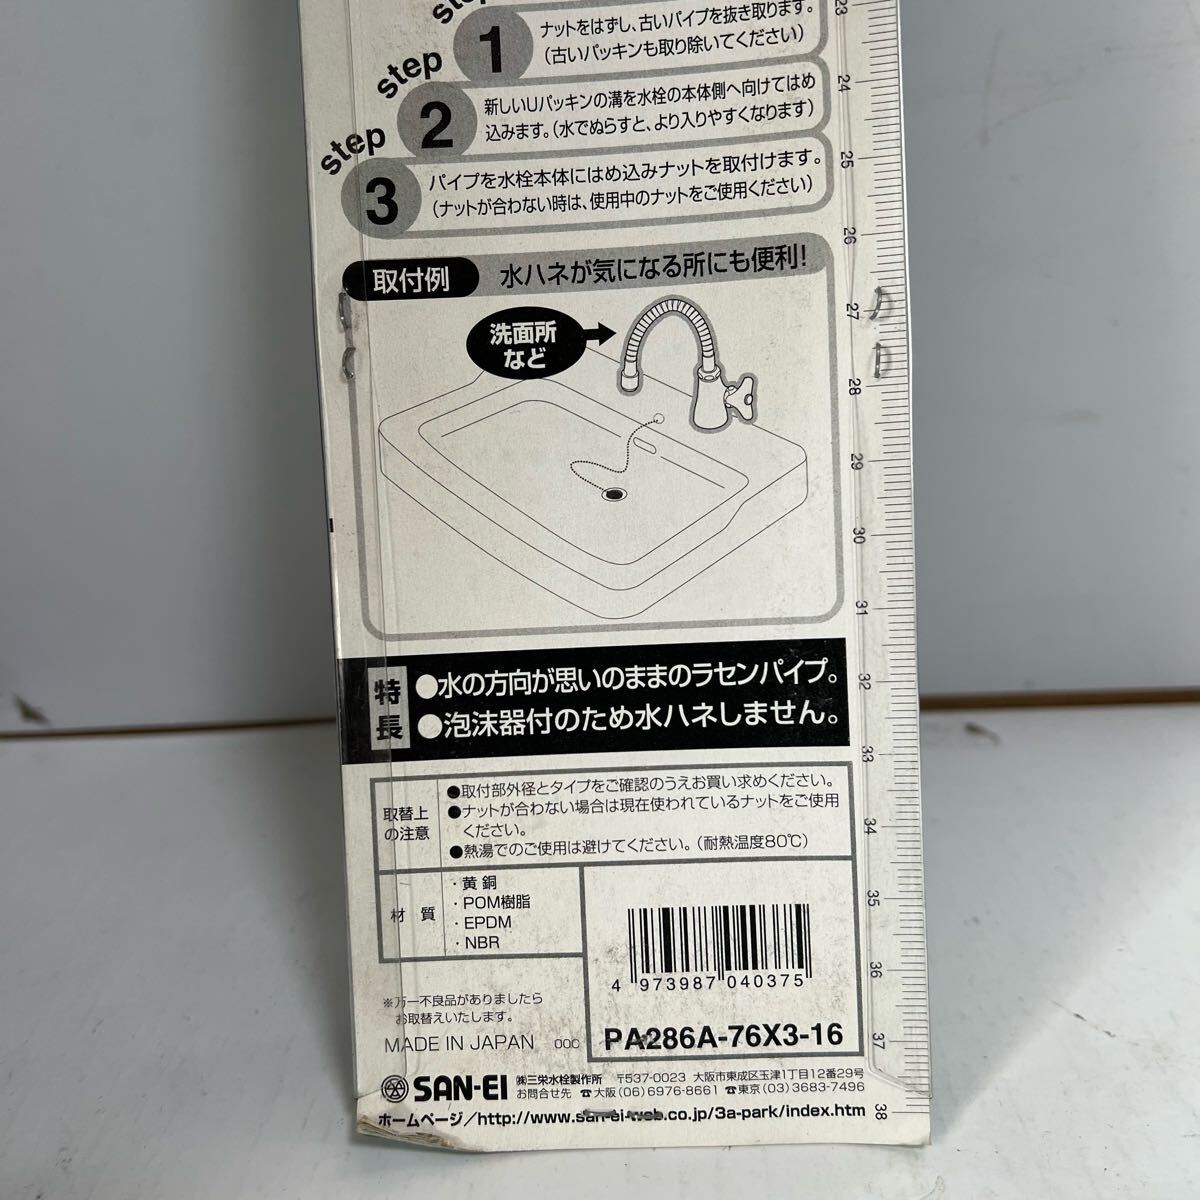 step
1
ナットをはずし、古いパイプを抜き取ります。
(古いパッキンも取り除いてください)
step
2
新しいUパッキンの溝を水栓の本体側へ向けてはめ
込みます。(水でぬらすと、より入りやすくなります)
step
3
パイプを水栓本体にはめ込みナットを取付けます。
(ナットが合わない時は、使用中のナットをご使用ください)
取付例
水ハネが気になる所にも便利!
洗面所
など
特長
●水の方向が思いのままのラセンパイプ。
●泡沫器付のため水ハネしません。
取替上
の注意
●取付部外径とタイプをご確認のうえお買い求めください。
●ナットが合わない場合は現在使われているナットをご使用
ください。
●熱湯でのご使用は避けてください。(耐熱温度80℃)
材質
・黄銅
・POM樹脂
・EPDM
・NBR
4 973987 040375
PA286A-76X3-16
※万一不良品がありましたら
お取替えいたします。
MADE IN JAPAN 000
SAN-EI
㈱三栄水栓製作所 〒537-0023 大阪市東成区玉津1丁目12番29号
お問合せ先 ☎大阪(06)6976-8661 ☎東京(03)3683-7496
ホームページ/http://www.san-ei-web.co.jp/3a-park/index.htm
23
24
25
26
27
28
29
30
31
32
33
34
35
36
37
38